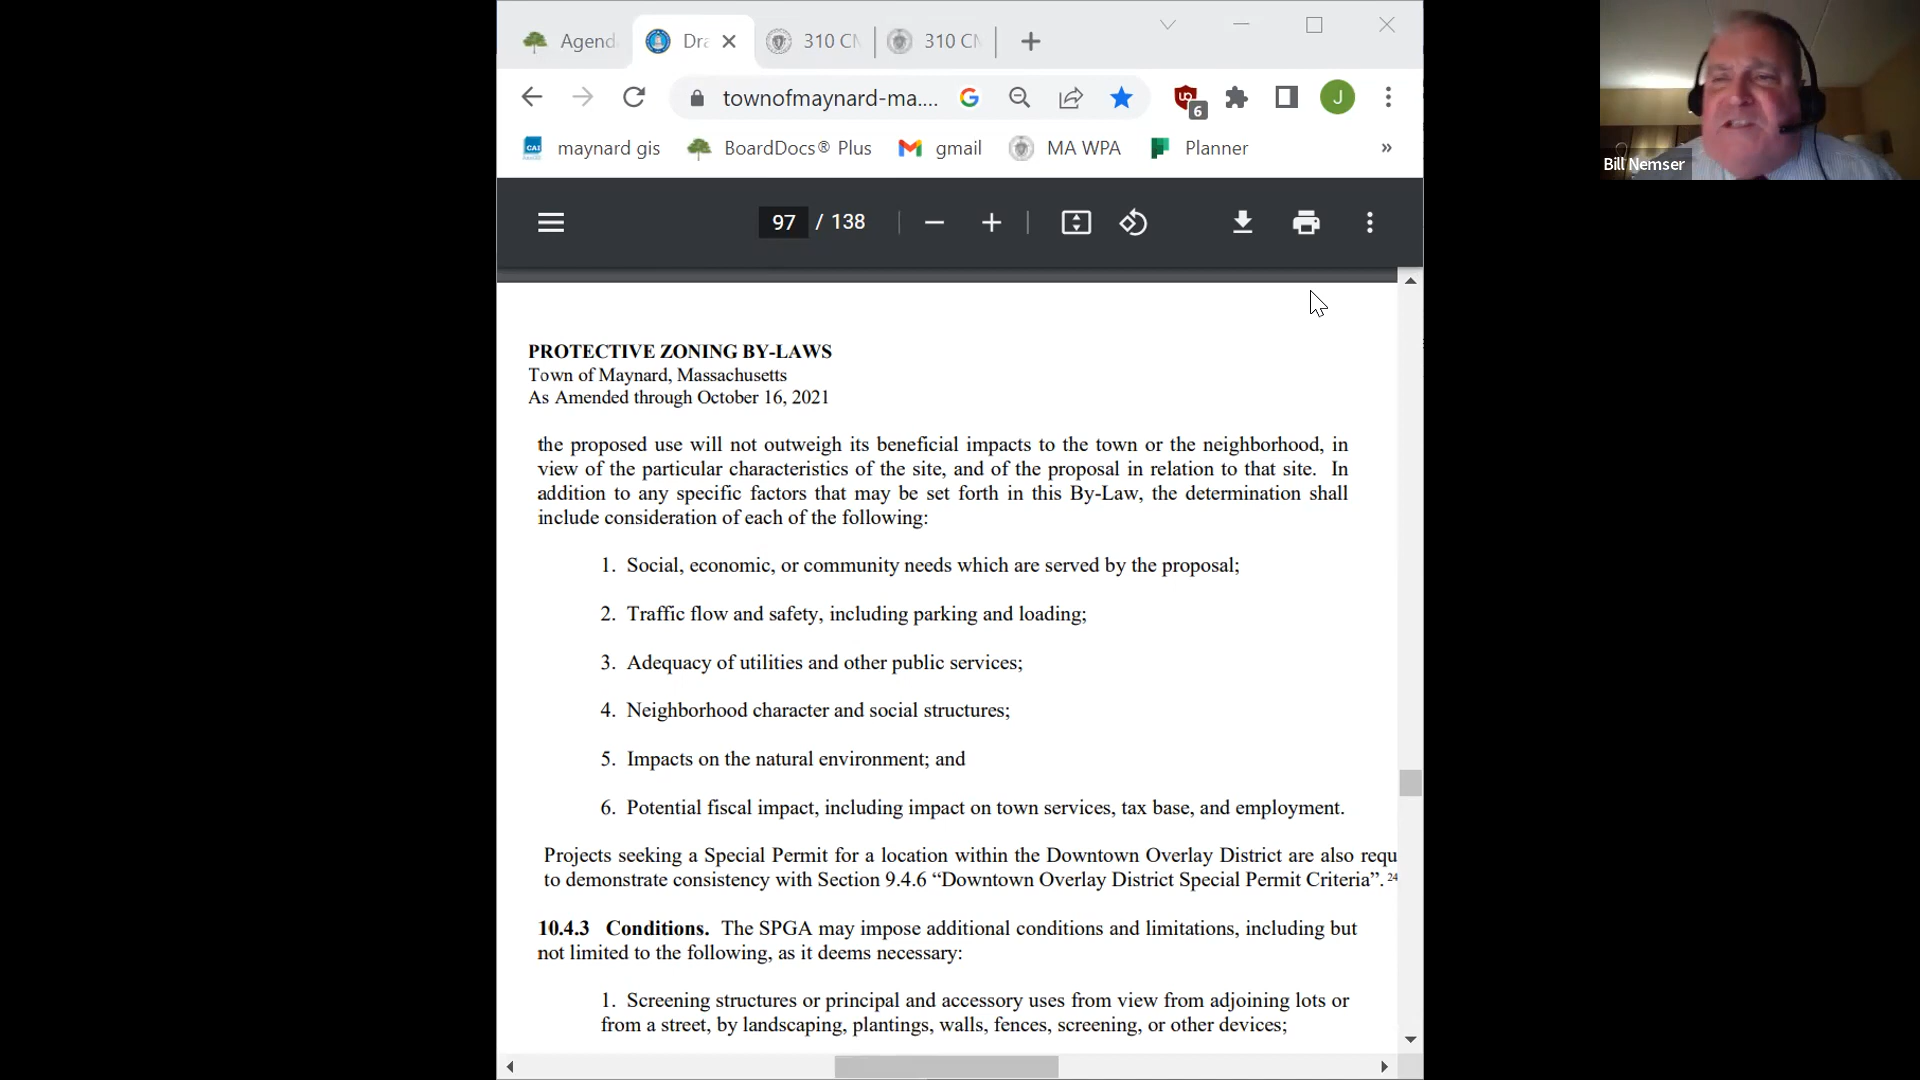 Agend
Dra
310 CM
310 CM
townofmaynard-ma....
6
J
maynard gis
BoardDocs® Plus
gmail
MA WPA
Planner
»
97 / 138
PROTECTIVE ZONING BY-LAWS
Town of Maynard, Massachusetts
As Amended through October 16, 2021
the proposed use will not outweigh its beneficial impacts to the town or the neighborhood, in
view of the particular characteristics of the site, and of the proposal in relation to that site. In
addition to any specific factors that may be set forth in this By-Law, the determination shall
include consideration of each of the following:
1. Social, economic, or community needs which are served by the proposal;
2. Traffic flow and safety, including parking and loading;
3. Adequacy of utilities and other public services;
4. Neighborhood character and social structures;
5. Impacts on the natural environment; and
6. Potential fiscal impact, including impact on town services, tax base, and employment.
Projects seeking a Special Permit for a location within the Downtown Overlay District are also requ
to demonstrate consistency with Section 9.4.6 “Downtown Overlay District Special Permit Criteria”. 24
10.4.3 Conditions. The SPGA may impose additional conditions and limitations, including but
not limited to the following, as it deems necessary:
1. Screening structures or principal and accessory uses from view from adjoining lots or
from a street, by landscaping, plantings, walls, fences, screening, or other devices;
Bill Nemser